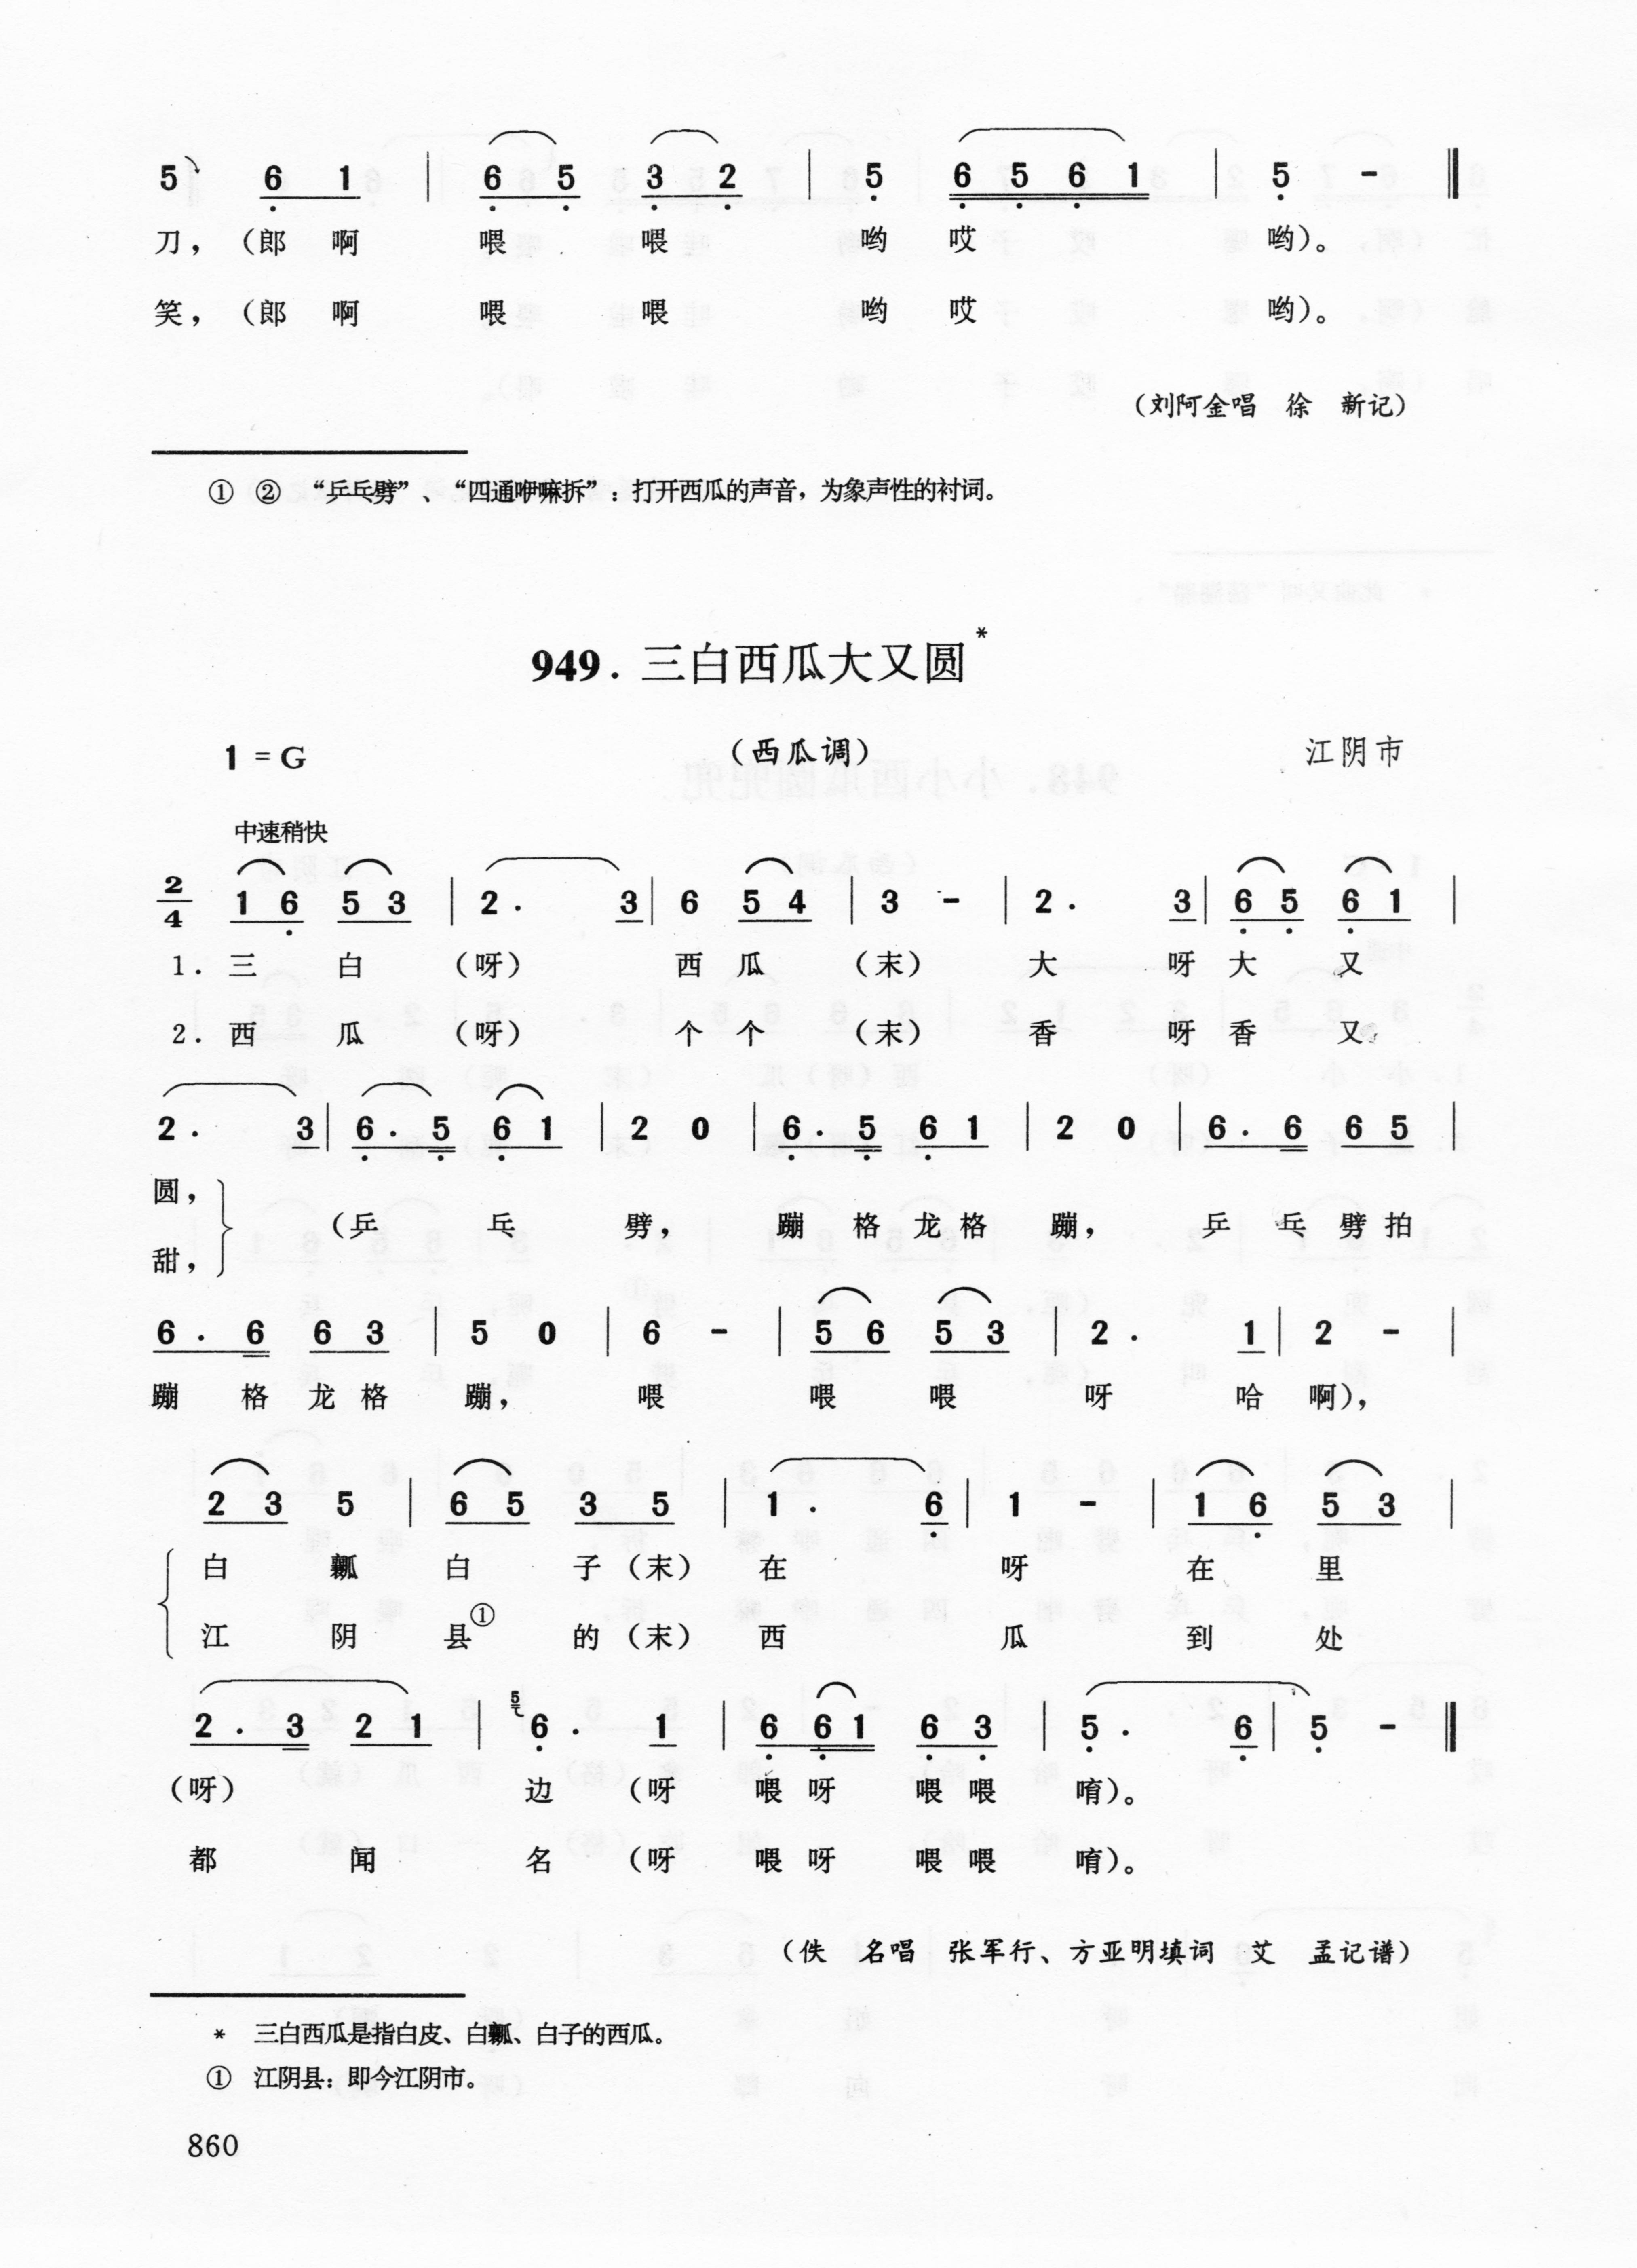 5 6 1 | 6 5 3 2 | 5 6 5 6 1 | 5 - ‖
刀，（郎 啊 喂 喂 哟 哎 哟）。
笑，（郎 啊 喂 喂 哟 哎 哟）。
（刘阿金唱 徐 新记）
① ② “乒乓劈”、“四通咿嘛拆”：打开西瓜的声音，为象声性的衬词。
949．三白西瓜大又圆*
1 = G （西瓜调） 江阴市
中速稍快
2/4 1 6 5 3 | 2 · 3 | 6 5 4 | 3 - | 2 · 3 | 6 5 6 1 |
1．三 白 （呀） 西 瓜 （末） 大 呀 大 又
2．西 瓜 （呀） 个 个 （末） 香 呀 香 又
2 · 3 | 6 · 5 6 1 | 2 0 | 6 · 5 6 1 | 2 0 | 6 · 6 6 5 |
圆，
（乒 乓 劈， 蹦 格 龙 格 蹦， 乒 乓 劈 拍
甜，
6 · 6 6 3 | 5 0 | 6 - | 5 6 5 3 | 2 · 1 | 2 - |
蹦 格 龙 格 蹦， 喂 喂 喂 呀 哈 啊），
2 3 5 | 6 5 3 5 | 1 · 6 | 1 - | 1 6 5 3 |
白 瓤 白 子（末） 在 呀 在 里
江 阴 县① 的（末） 西 瓜 到 处
2 · 3 2 1 | 5 6 · 1 | 6 6 1 6 3 | 5 · 6 | 5 - ‖
（呀） 边 （呀 喂 呀 喂 喂 唷）。
都 闻 名 （呀 喂 呀 喂 喂 唷）。
（佚 名唱 张军行、方亚明填词 艾 孟记谱）
* 三白西瓜是指白皮、白瓤、白子的西瓜。
① 江阴县：即今江阴市。
860